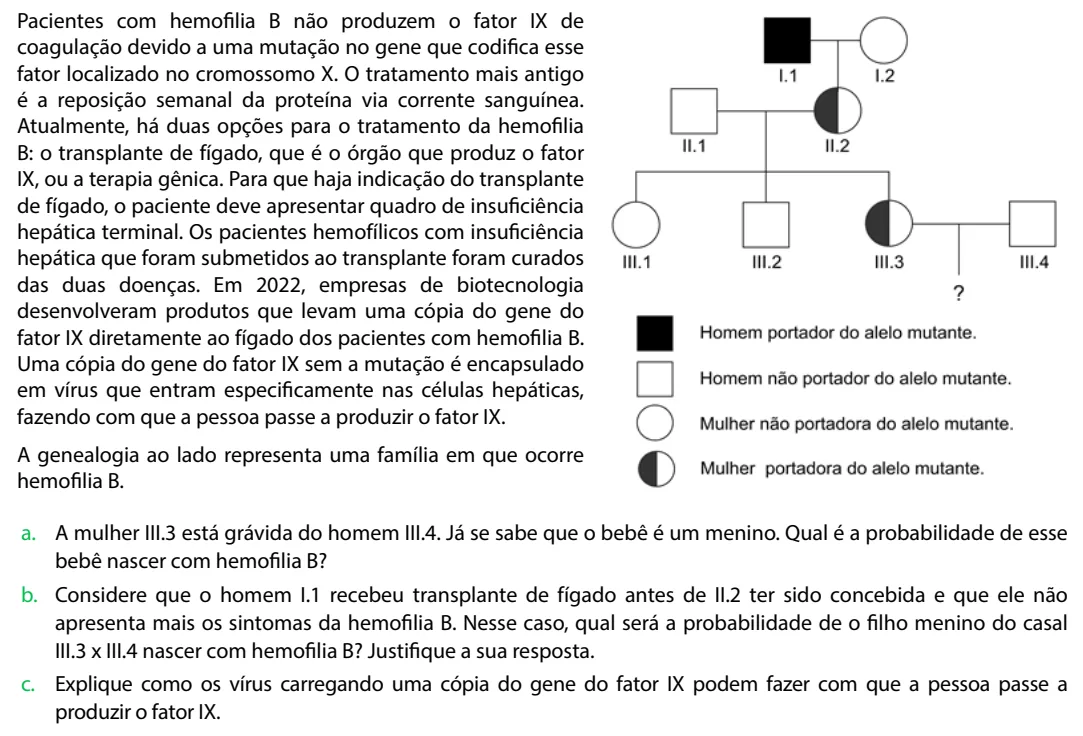 Pacientes com hemofilia B não produzem o fator IX de
coagulação devido a uma mutação no gene que codifica esse
fator localizado no cromossomo X. O tratamento mais antigo
é a reposição semanal da proteína via corrente sanguínea.
Atualmente, há duas opções para o tratamento da hemofilia
B: o transplante de fígado, que é o órgão que produz o fator
IX, ou a terapia gênica. Para que haja indicação do transplante
de fígado, o paciente deve apresentar quadro de insuficiência
hepática terminal. Os pacientes hemofílicos com insuficiência
hepática que foram submetidos ao transplante foram curados
das duas doenças. Em 2022, empresas de biotecnologia
desenvolveram produtos que levam uma cópia do gene do
fator IX diretamente ao fígado dos pacientes com hemofilia B.
Uma cópia do gene do fator IX sem a mutação é encapsulado
em vírus que entram especificamente nas células hepáticas,
fazendo com que a pessoa passe a produzir o fator IX.
A genealogia ao lado representa uma família em que ocorre
hemofilia B.
I.1 I.2
II.1 II.2
III.1 III.2 III.3 III.4
?
Homem portador do alelo mutante.
Homem não portador do alelo mutante.
Mulher não portadora do alelo mutante.
Mulher portadora do alelo mutante.
a. A mulher III.3 está grávida do homem III.4. Já se sabe que o bebê é um menino. Qual é a probabilidade de esse
bebê nascer com hemofilia B?
b. Considere que o homem I.1 recebeu transplante de fígado antes de II.2 ter sido concebida e que ele não
apresenta mais os sintomas da hemofilia B. Nesse caso, qual será a probabilidade de o filho menino do casal
III.3 x III.4 nascer com hemofilia B? Justifique a sua resposta.
c. Explique como os vírus carregando uma cópia do gene do fator IX podem fazer com que a pessoa passe a
produzir o fator IX.